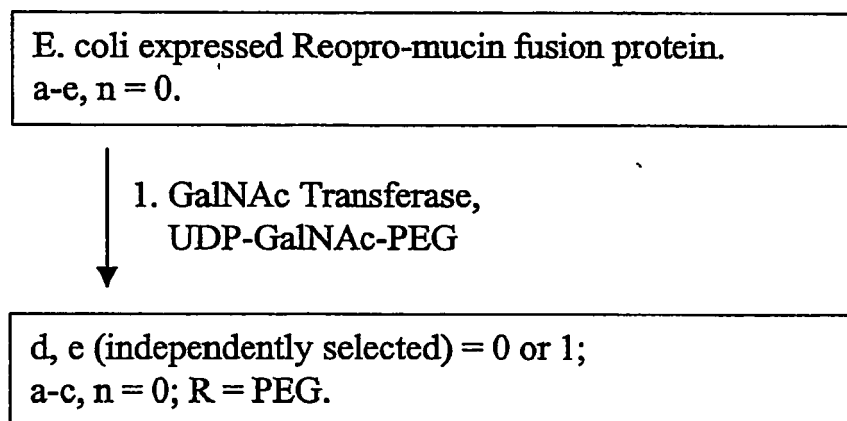 E. coli expressed Reopro-mucin fusion protein.
a-e, n = 0.
1. GalNAc Transferase,
UDP-GalNAc-PEG
d, e (independently selected) = 0 or 1;
a-c, n = 0; R = PEG.